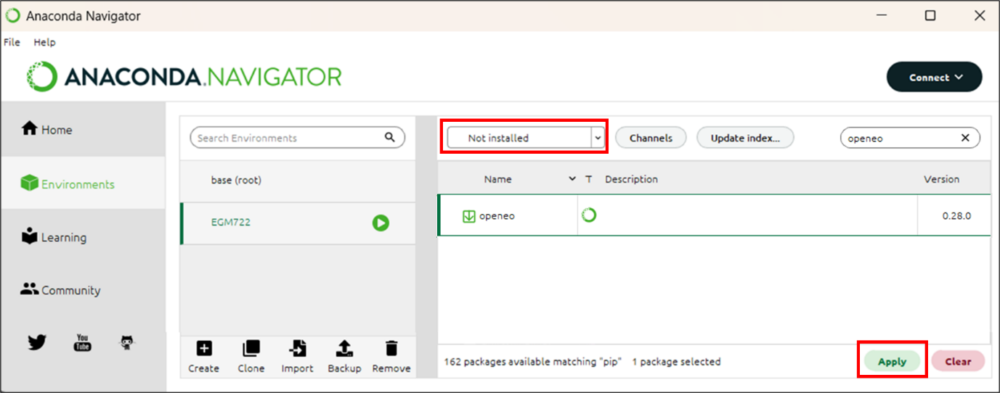 Anaconda Navigator
File Help
ANACONDA.NAVIGATOR
Connect
Home
Environments
Learning
Community
You
Tube
Search Environments
base (root)
EGM722
Create Clone Import Backup Remove
Not installed Channels Update index... openeo
Name T Description Version
openeo 0.28.0
162 packages available matching "pip" 1 package selected Apply Clear